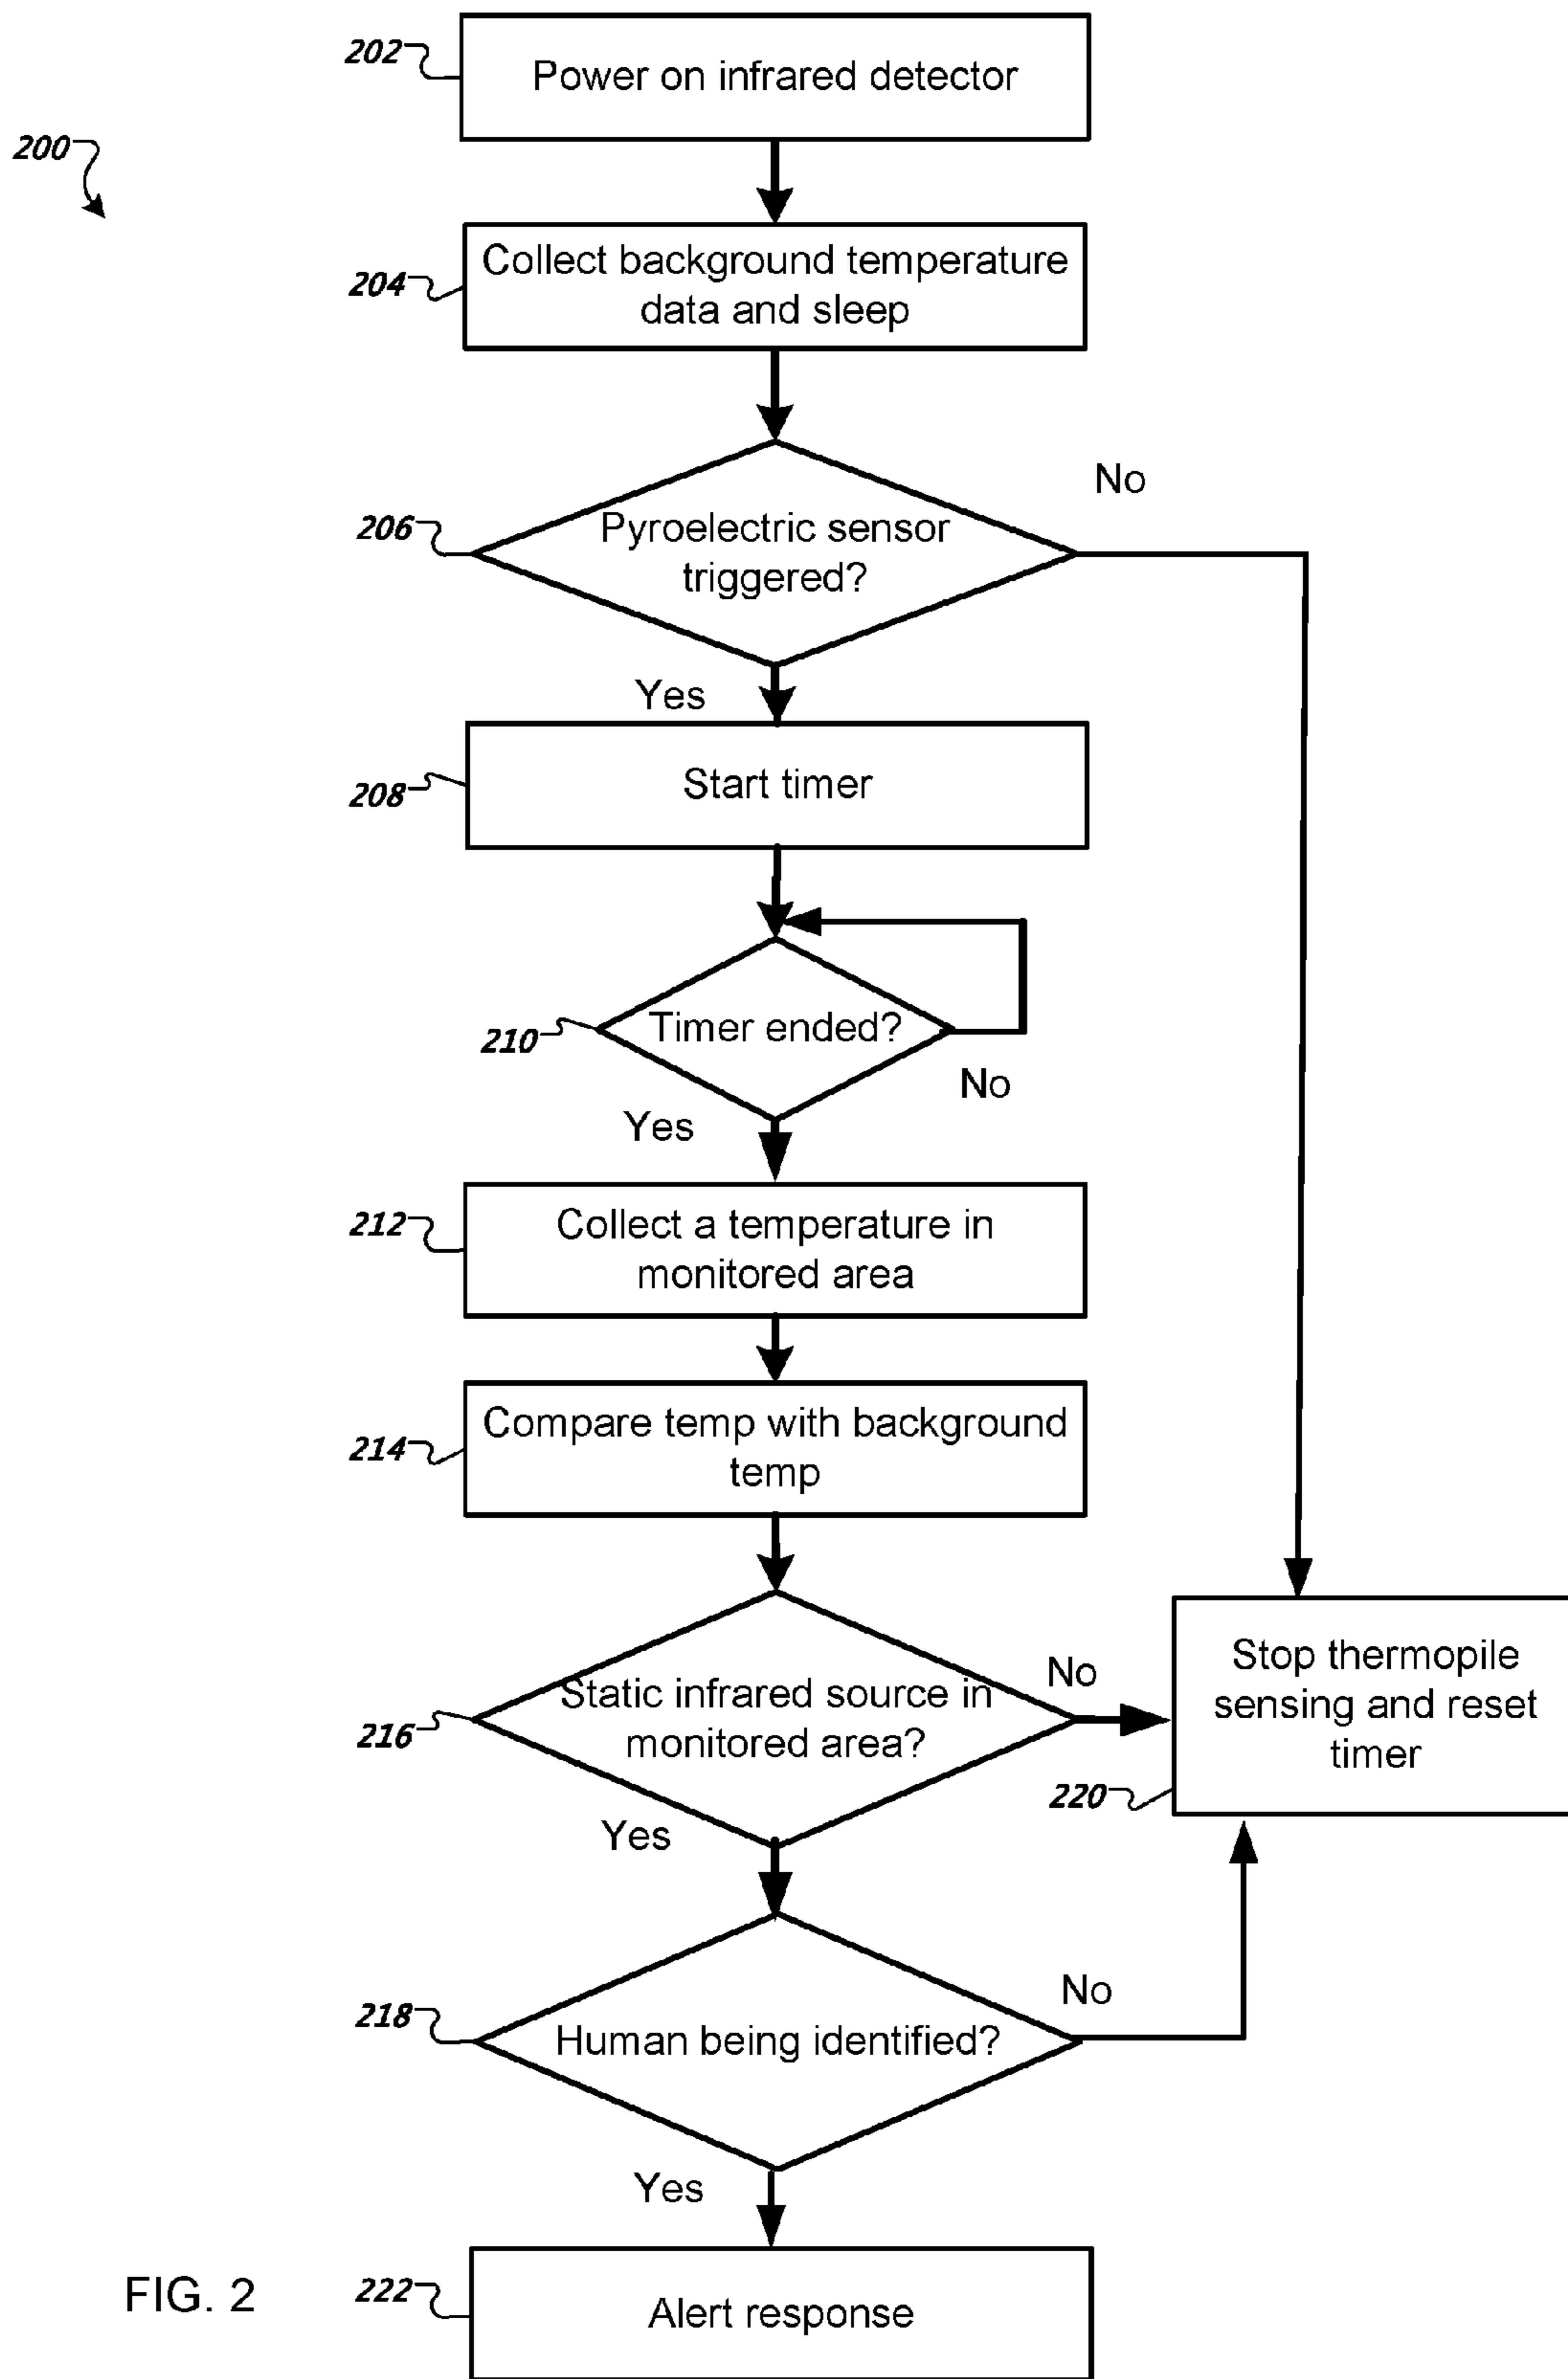 202
Power on infrared detector
200
204
Collect background temperature
data and sleep
No
206
Pyroelectric sensor
triggered?
Yes
208
Start timer
210
Timer ended?
No
Yes
212
Collect a temperature in
monitored area
214
Compare temp with background
temp
216
Static infrared source in
monitored area?
No
Stop thermopile
sensing and reset
timer
220
Yes
218
Human being identified?
No
Yes
FIG. 2
222
Alert response